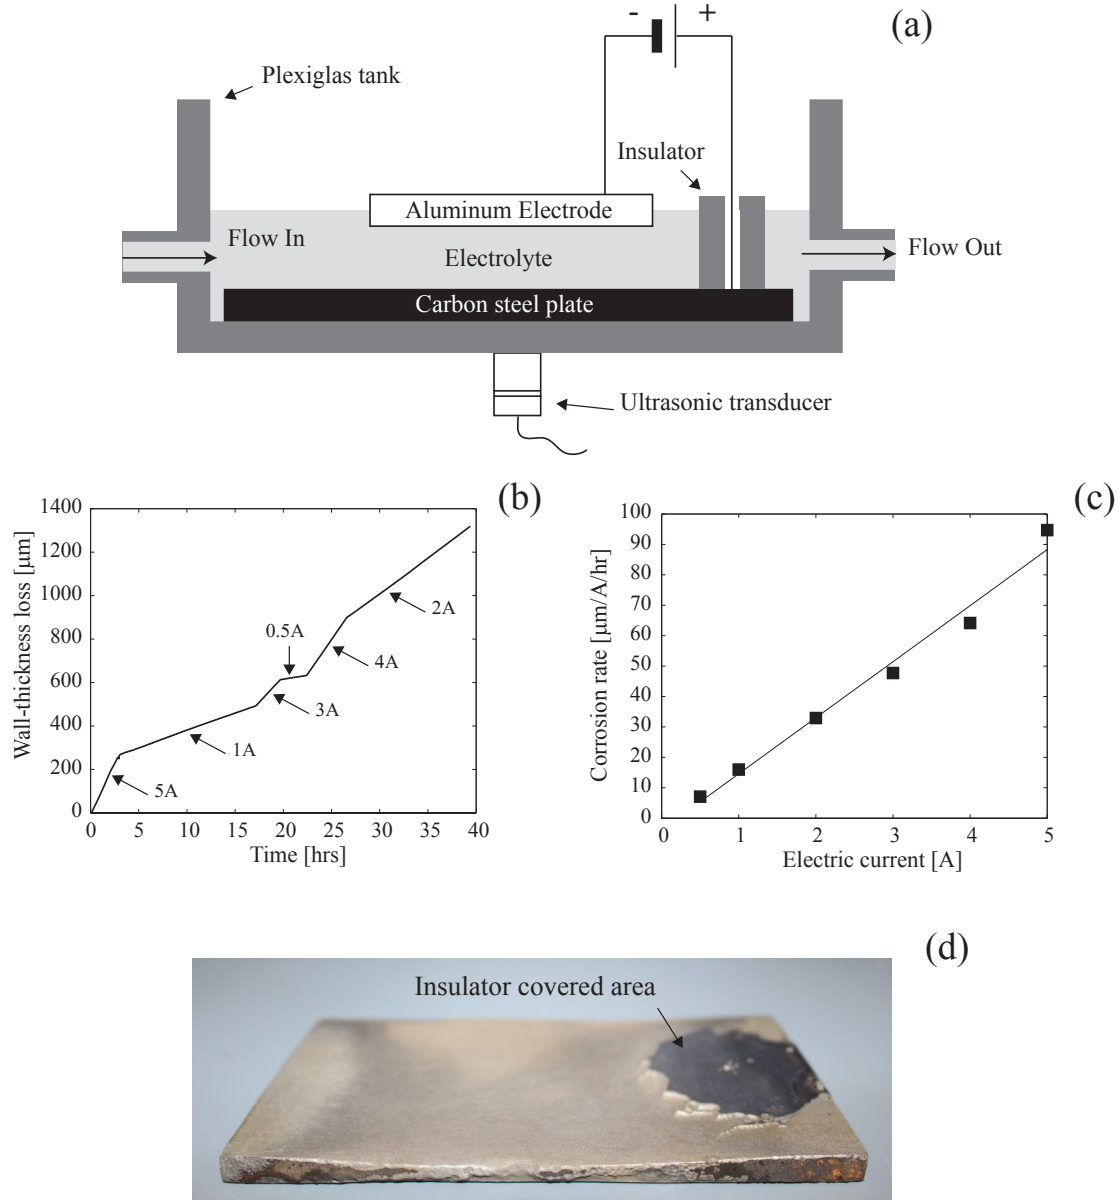 (a)
- +
Plexiglas tank
Insulator
Aluminum Electrode
Flow In
Electrolyte
Flow Out
Carbon steel plate
Ultrasonic transducer
(b)
Wall-thickness loss [µm]
1400
1200
1000
800
600
400
200
0
0 5 10 15 20 25 30 35 40
Time [hrs]
5A
1A
3A
0.5A
4A
2A
(c)
Corrosion rate [µm/A/hr]
100
90
80
70
60
50
40
30
20
10
0
0 1 2 3 4 5
Electric current [A]
(d)
Insulator covered area